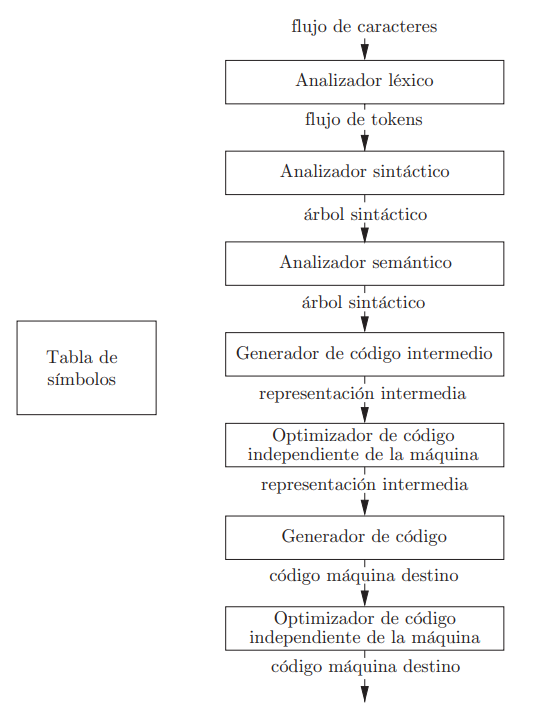 flujo de caracteres
Analizador léxico
flujo de tokens
Analizador sintáctico
árbol sintáctico
Analizador semántico
árbol sintáctico
Tabla de
símbolos
Generador de código intermedio
representación intermedia
Optimizador de código
independiente de la máquina
representación intermedia
Generador de código
código máquina destino
Optimizador de código
independiente de la máquina
código máquina destino